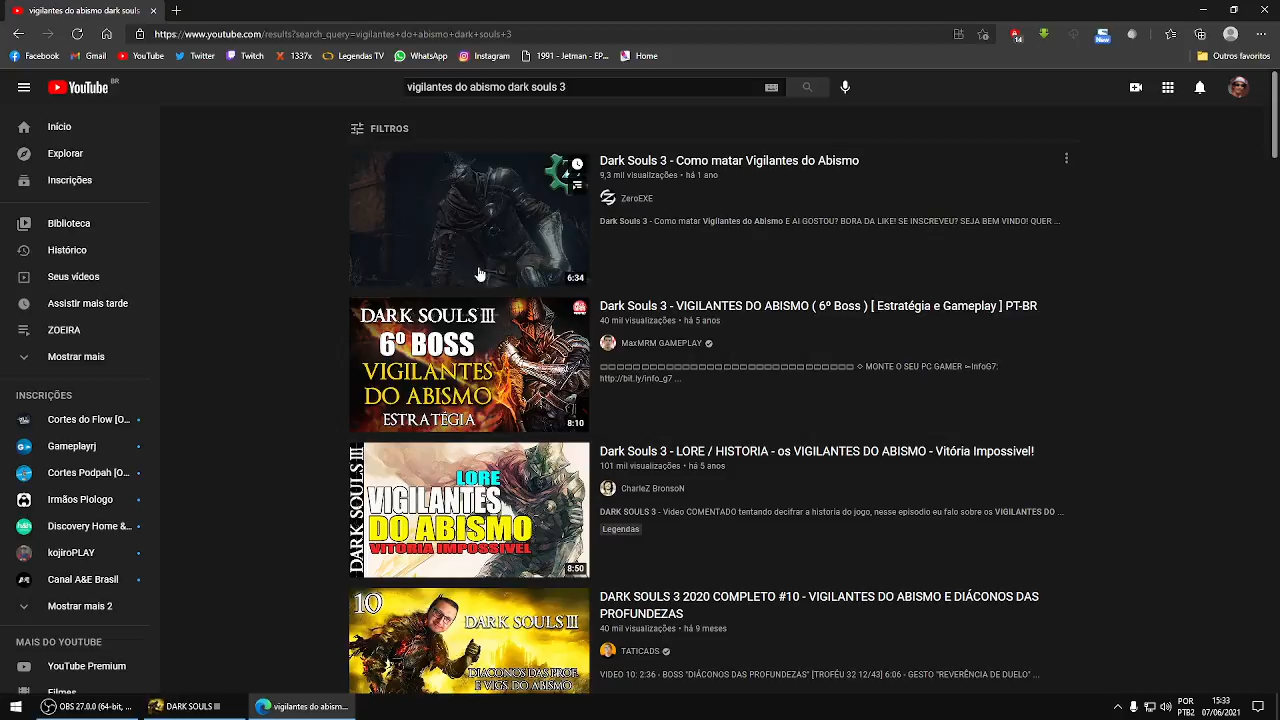 vigilantes do abismo dark souls
https://www.youtube.com/results?search_query=vigilantes+do+abismo+dark+souls+3
14
New
Facebook
Gmail
YouTube
Twitter
Twitch
1337x
Legendas TV
WhatsApp
Instagram
1991 - Jetman - EP...
Home
Outros favoritos
YouTube BR
vigilantes do abismo dark souls 3
Início
Explorar
Inscrições
Biblioteca
Histórico
Seus vídeos
Assistir mais tarde
ZOEIRA
Mostrar mais
INSCRIÇÕES
Cortes do Flow [O...
Gameplayrj
Cortes Podpah [O...
Irmãos Piologo
Discovery Home &...
kojiroPLAY
Canal A&E Brasil
Mostrar mais 2
MAIS DO YOUTUBE
YouTube Premium
Filmes
FILTROS
6:34
Dark Souls 3 - Como matar Vigilantes do Abismo
9,3 mil visualizações • há 1 ano
ZeroEXE
Dark Souls 3 - Como matar Vigilantes do Abismo E AI GOSTOU? BORA DA LIKE! SE INSCREVEU? SEJA BEM VINDO! QUER ...
DARK SOULS III
6º BOSS
VIGILANTES
DO ABISMO
ESTRATÉGIA
8:10
Dark Souls 3 - VIGILANTES DO ABISMO ( 6º Boss ) [ Estratégia e Gameplay ] PT-BR
40 mil visualizações • há 5 anos
MaxMRM GAMEPLAY
MONTE O SEU PC GAMER ➳InfoG7:
http://bit.ly/info_g7 ...
DARK SOULS III
LORE
VIGILANTES
DO ABISMO
VITORIA IMPOSSIVEL
8:50
Dark Souls 3 - LORE / HISTORIA - os VIGILANTES DO ABISMO - Vitória Impossivel!
101 mil visualizações • há 5 anos
CharleZ BronsoN
DARK SOULS 3 - Video COMENTADO tentando decifrar a historia do jogo, nesse episodio eu falo sobre os VIGILANTES DO ...
Legendas
10
DARK SOULS III
DIÁCONOS DAS PROF.
E VIGS. DO ABISMO
DARK SOULS 3 2020 COMPLETO #10 - VIGILANTES DO ABISMO E DIÁCONOS DAS
PROFUNDEZAS
40 mil visualizações • há 9 meses
TATICADS
VIDEO 10: 2:36 - BOSS "DIÁCONOS DAS PROFUNDEZAS" [TROFÉU 32 12/43] 6:06 - GESTO "REVERÊNCIA DE DUELO" ...
OBS 27.0.0 (64-bit, ...
DARK SOULS III
vigilantes do abism...
POR
PTB2
15:33
07/06/2021